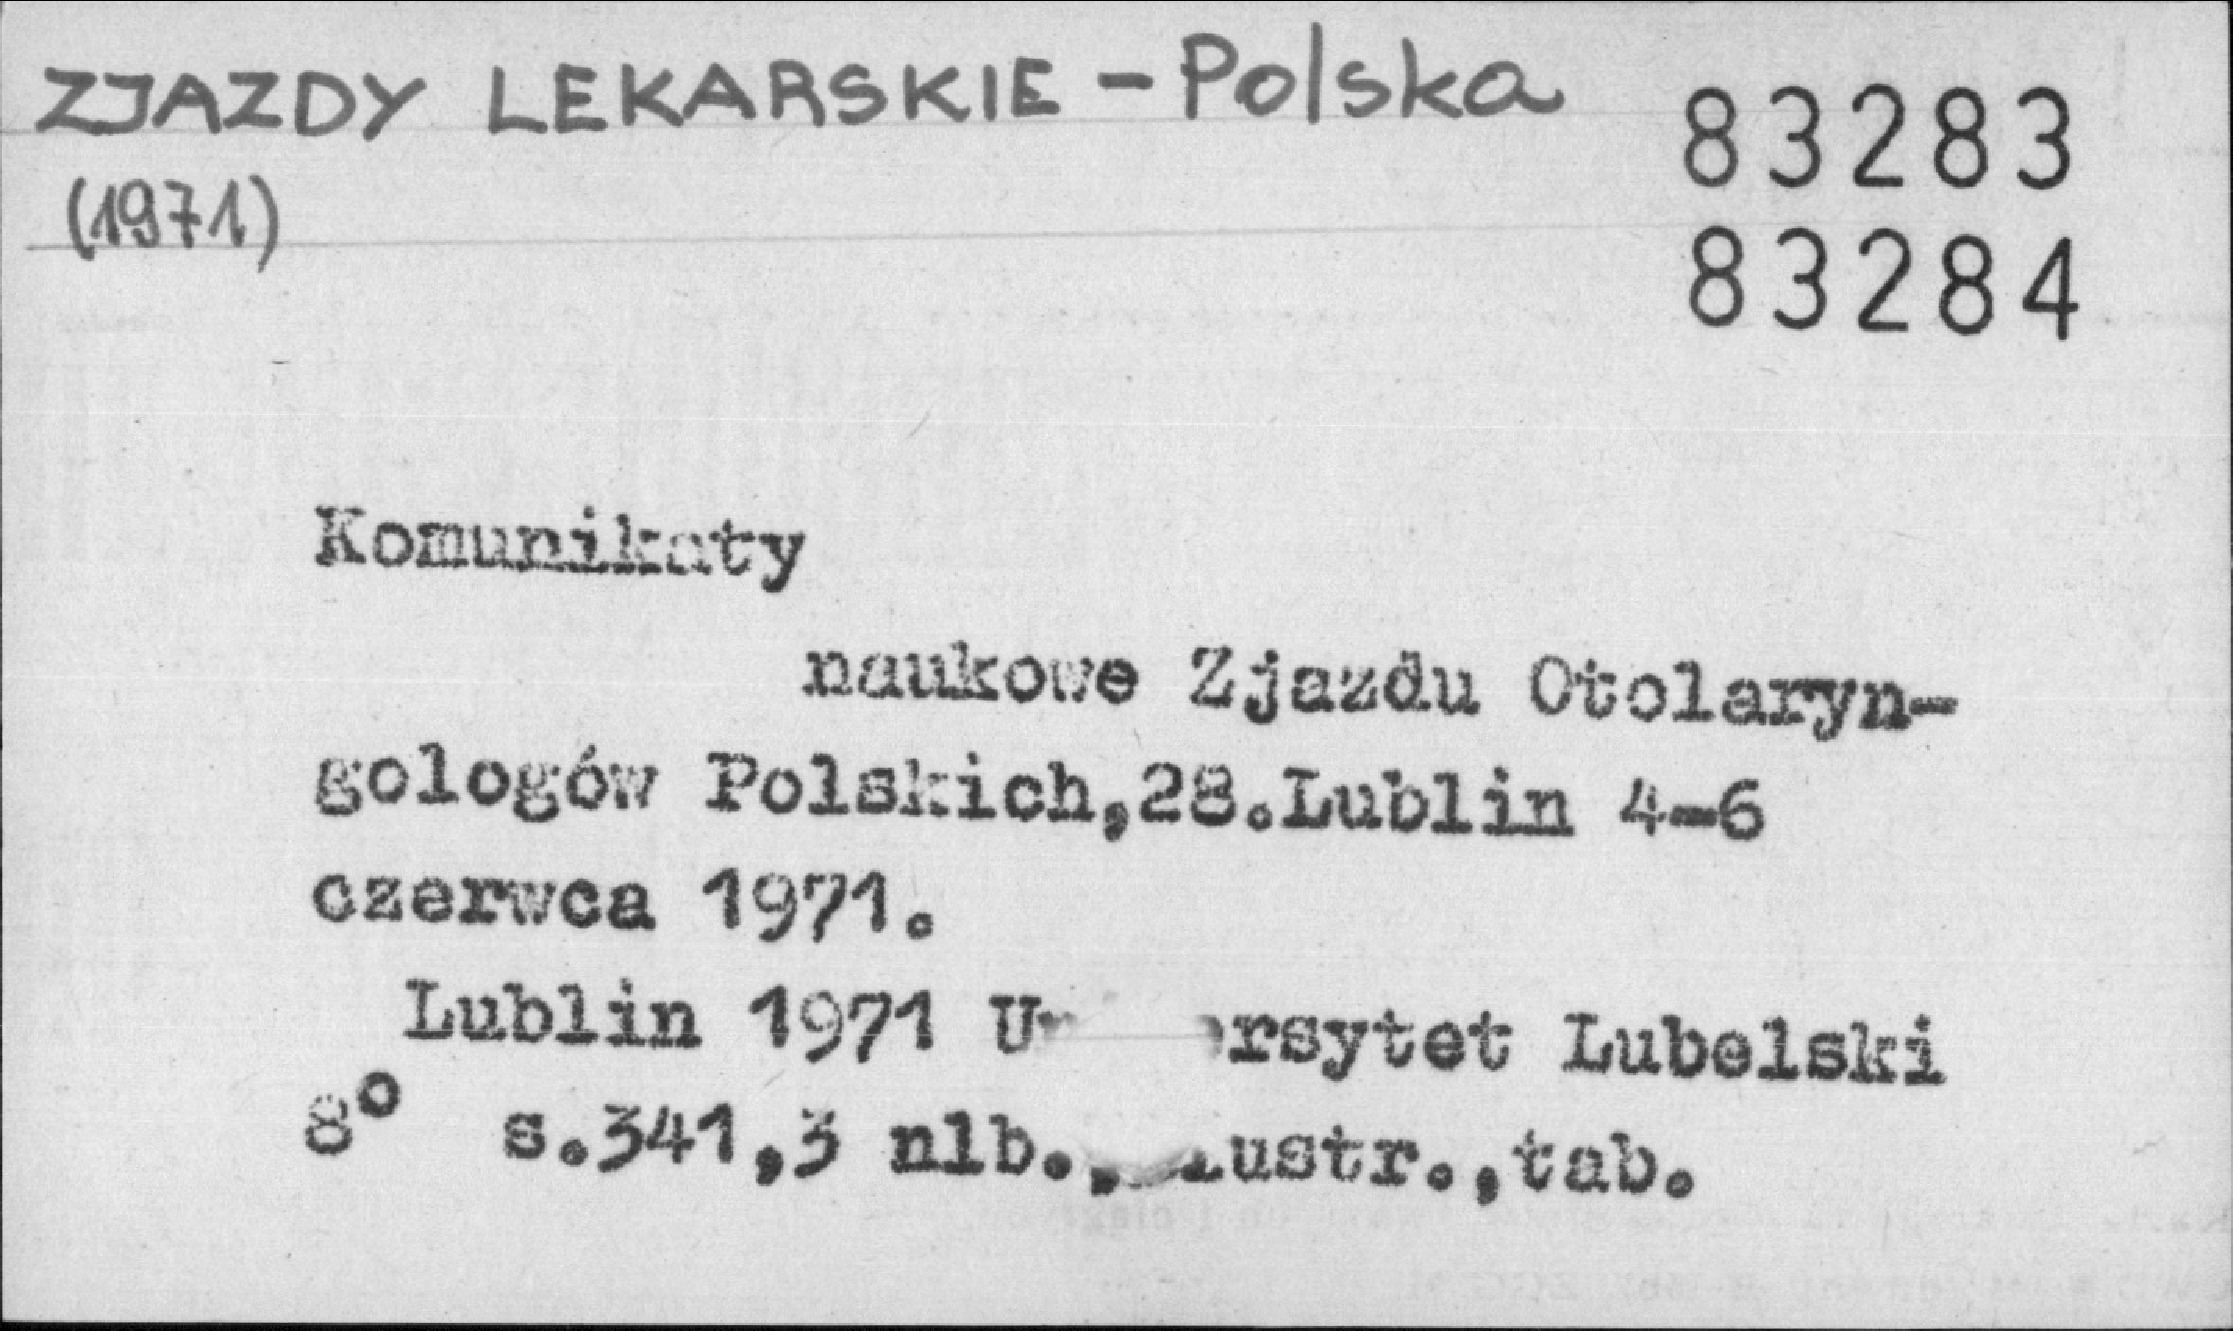 ZJAZDY LEKARSKIE - Polska
(1971)
83283
83284
Komunikaty
naukowe Zjazdu Otolaryn-
gologów Polskich,28.Lublin 4-6
czerwca 1971.
Lublin 1971 Lubelski
8° s.341,3 nlb., tab.